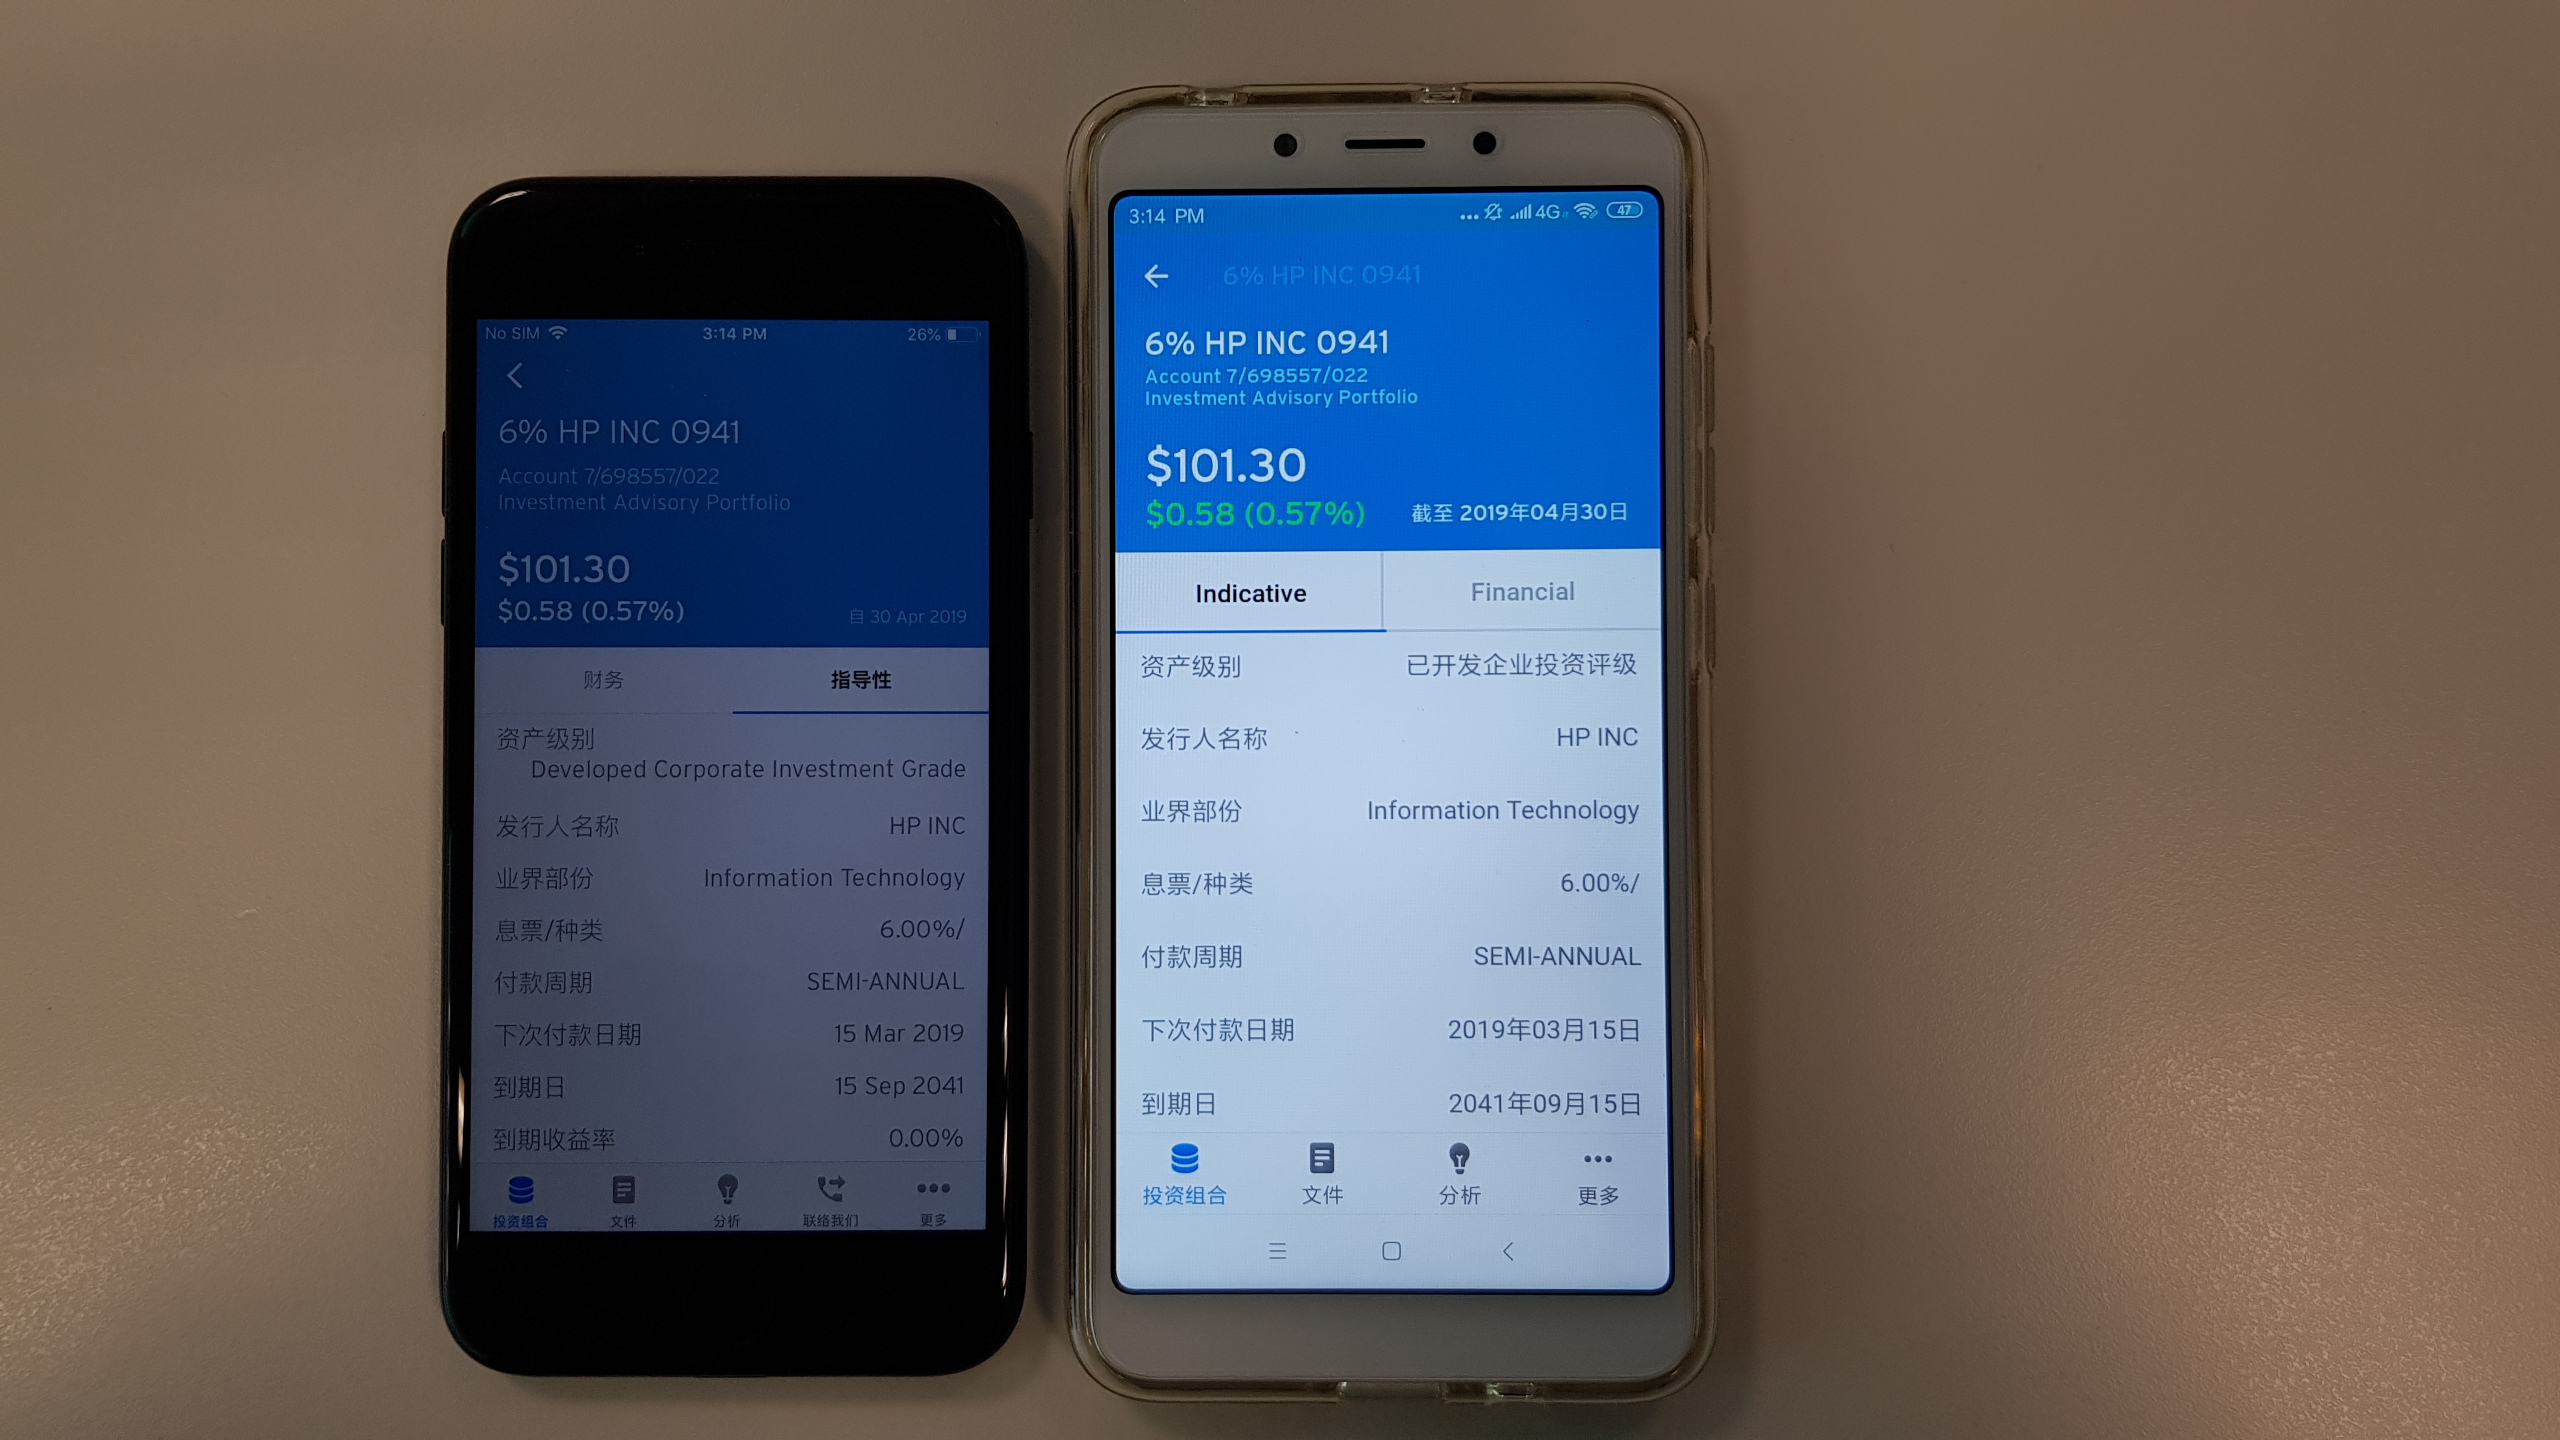 No SIM 3:14 PM 26%
6% HP INC 0941
Account 7/698557/022
Investment Advisory Portfolio
$101.30
$0.58 (0.57%) 自 30 Apr 2019
财务 指导性
资产级别
Developed Corporate Investment Grade
发行人名称 HP INC
业界部份 Information Technology
息票/种类 6.00%/
付款周期 SEMI-ANNUAL
下次付款日期 15 Mar 2019
到期日 15 Sep 2041
到期收益率 0.00%
投资组合 文件 分析 联络我们 更多
3:14 PM 4G 47
6% HP INC 0941
6% HP INC 0941
Account 7/698557/022
Investment Advisory Portfolio
$101.30
$0.58 (0.57%) 截至 2019年04月30日
Indicative Financial
资产级别 已开发企业投资评级
发行人名称 HP INC
业界部份 Information Technology
息票/种类 6.00%/
付款周期 SEMI-ANNUAL
下次付款日期 2019年03月15日
到期日 2041年09月15日
投资组合 文件 分析 更多